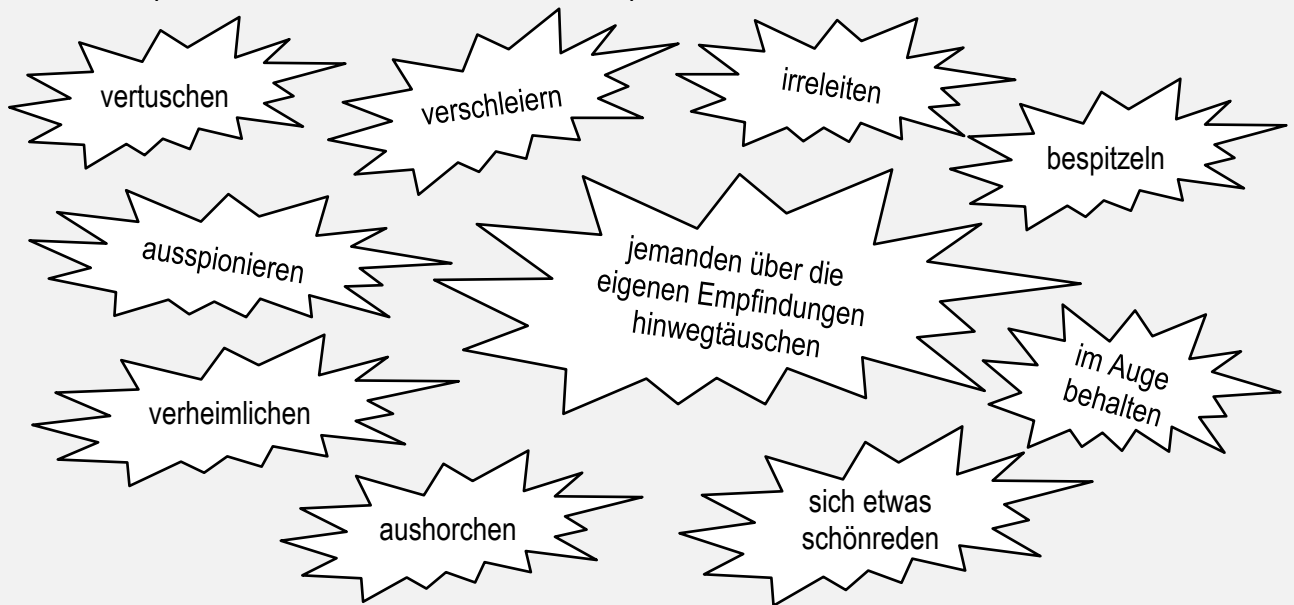 vertuschen
verschleiern
irreleiten
bespitzeln
ausspionieren
jemanden über die
eigenen Empfindungen
hinwegtäuschen
im Auge
behalten
verheimlichen
aushorchen
sich etwas
schönreden